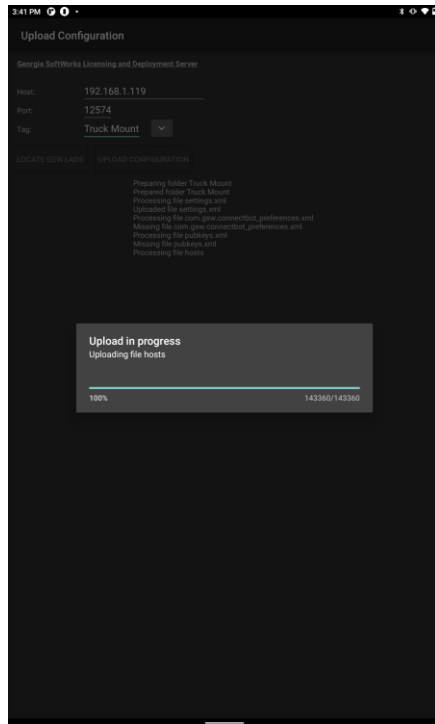 3:41 PM
Upload Configuration
Georgia SoftWorks Licensing and Deployment Server
Host: 192.168.1.119
Port: 12574
Tag: Truck Mount
LOCATE GSW LADS UPLOAD CONFIGURATION
Preparing folder Truck Mount
Prepared folder Truck Mount
Processing file settings.xml
Uploaded file settings.xml
Processing file com.gsw.connectbot_preferences.xml
Missing file com.gsw.connectbot_preferences.xml
Processing file pubkeys.xml
Missing file pubkeys.xml
Processing file hosts
Upload in progress
Uploading file hosts
100% 143360/143360